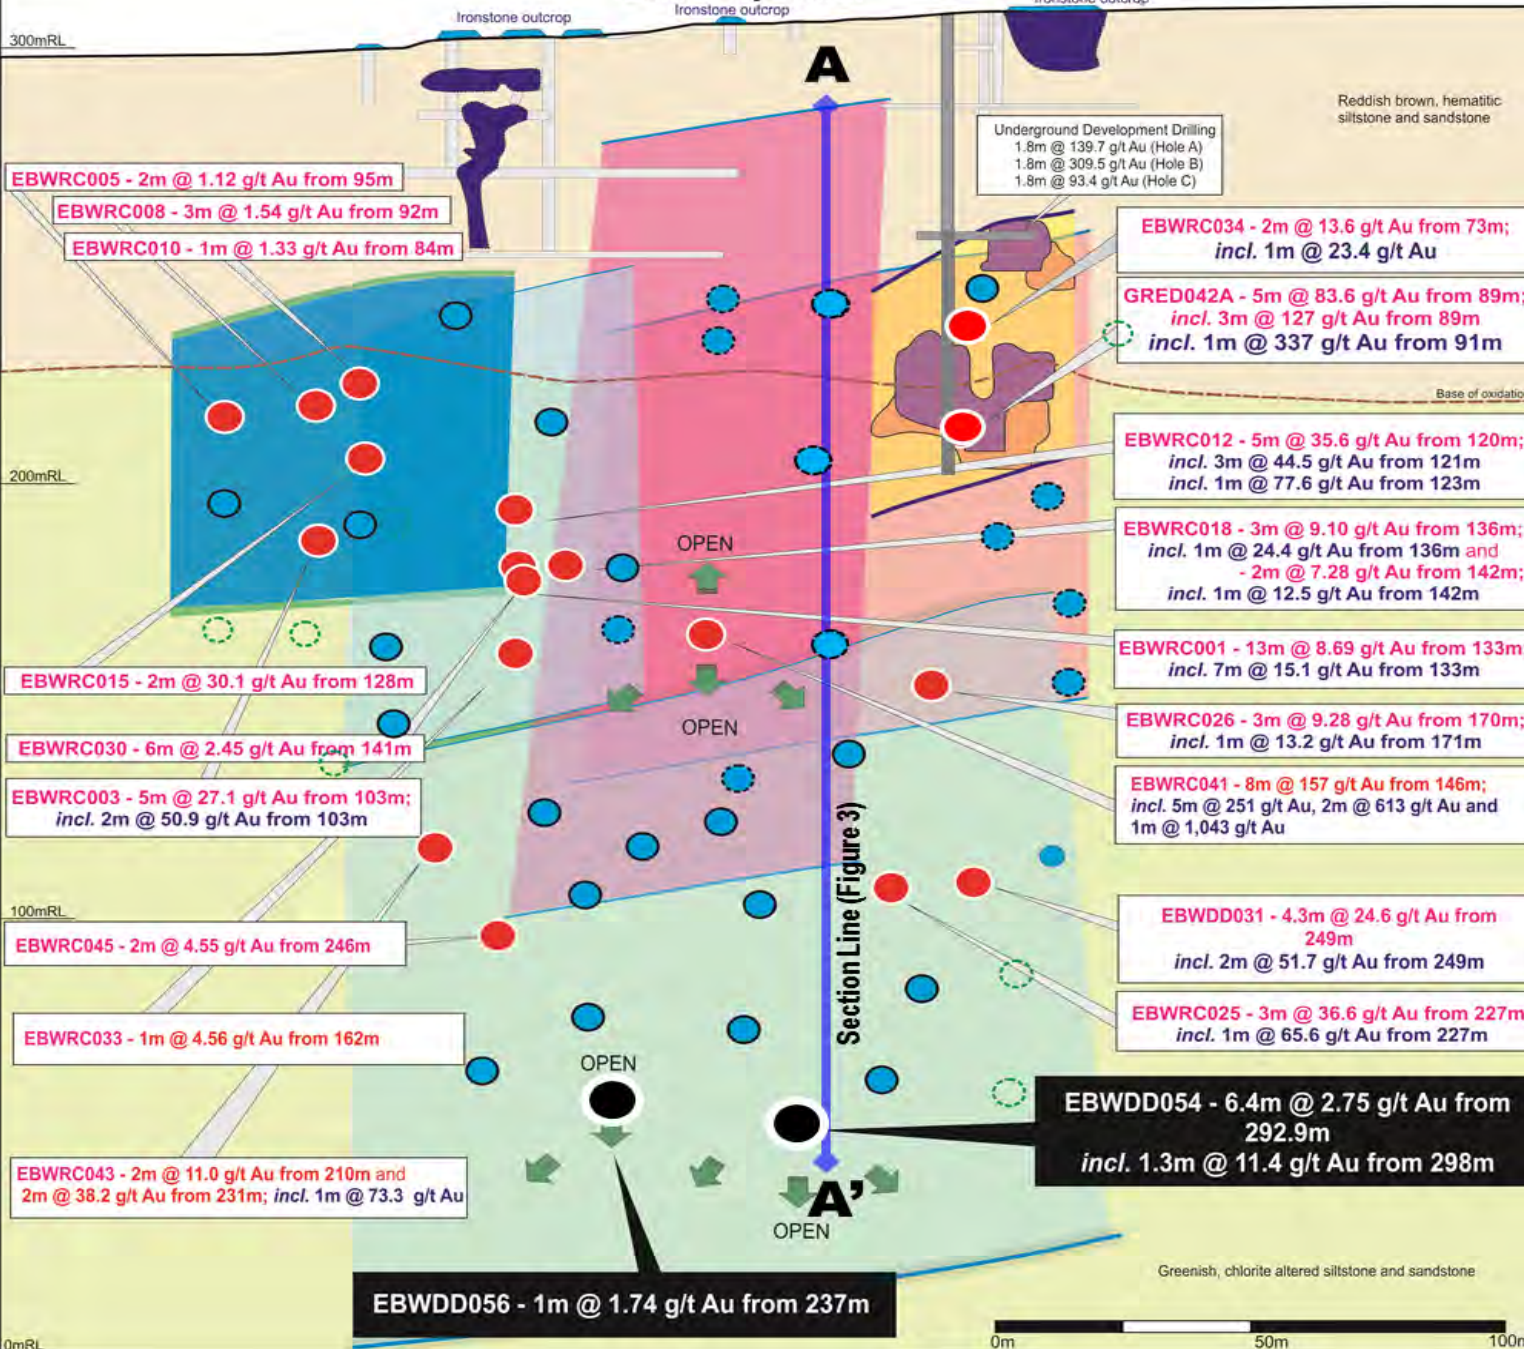 Ironstone outcrop
Ironstone outcrop
Ironstone outcrop
300mRL
A
Reddish brown, hematitic
siltstone and sandstone
Underground Development Drilling
1.8m @ 139.7 g/t Au (Hole A)
1.8m @ 309.5 g/t Au (Hole B)
1.8m @ 93.4 g/t Au (Hole C)
EBWRC005 - 2m @ 1.12 g/t Au from 95m
EBWRC008 - 3m @ 1.54 g/t Au from 92m
EBWRC010 - 1m @ 1.33 g/t Au from 84m
EBWRC034 - 2m @ 13.6 g/t Au from 73m;
incl. 1m @ 23.4 g/t Au
GRED042A - 5m @ 83.6 g/t Au from 89m;
incl. 3m @ 127 g/t Au from 89m
incl. 1m @ 337 g/t Au from 91m
Base of oxidatio
200mRL
EBWRC012 - 5m @ 35.6 g/t Au from 120m;
incl. 3m @ 44.5 g/t Au from 121m
incl. 1m @ 77.6 g/t Au from 123m
OPEN
EBWRC018 - 3m @ 9.10 g/t Au from 136m;
incl. 1m @ 24.4 g/t Au from 136m and
- 2m @ 7.28 g/t Au from 142m;
incl. 1m @ 12.5 g/t Au from 142m
EBWRC001 - 13m @ 8.69 g/t Au from 133m
incl. 7m @ 15.1 g/t Au from 133m
EBWRC015 - 2m @ 30.1 g/t Au from 128m
OPEN
EBWRC026 - 3m @ 9.28 g/t Au from 170m;
incl. 1m @ 13.2 g/t Au from 171m
EBWRC030 - 6m @ 2.45 g/t Au from 141m
EBWRC003 - 5m @ 27.1 g/t Au from 103m;
incl. 2m @ 50.9 g/t Au from 103m
EBWRC041 - 8m @ 157 g/t Au from 146m;
incl. 5m @ 251 g/t Au, 2m @ 613 g/t Au and
1m @ 1,043 g/t Au
Section Line (Figure 3)
100mRL
EBWRC045 - 2m @ 4.55 g/t Au from 246m
EBWDD031 - 4.3m @ 24.6 g/t Au from
249m
incl. 2m @ 51.7 g/t Au from 249m
EBWRC025 - 3m @ 36.6 g/t Au from 227m
incl. 1m @ 65.6 g/t Au from 227m
EBWRC033 - 1m @ 4.56 g/t Au from 162m
OPEN
EBWDD054 - 6.4m @ 2.75 g/t Au from
292.9m
incl. 1.3m @ 11.4 g/t Au from 298m
EBWRC043 - 2m @ 11.0 g/t Au from 210m and
2m @ 38.2 g/t Au from 231m; incl. 1m @ 73.3 g/t Au
A'
OPEN
Greenish, chlorite altered siltstone and sandstone
EBWDD056 - 1m @ 1.74 g/t Au from 237m
0mRL
0m 50m 100m